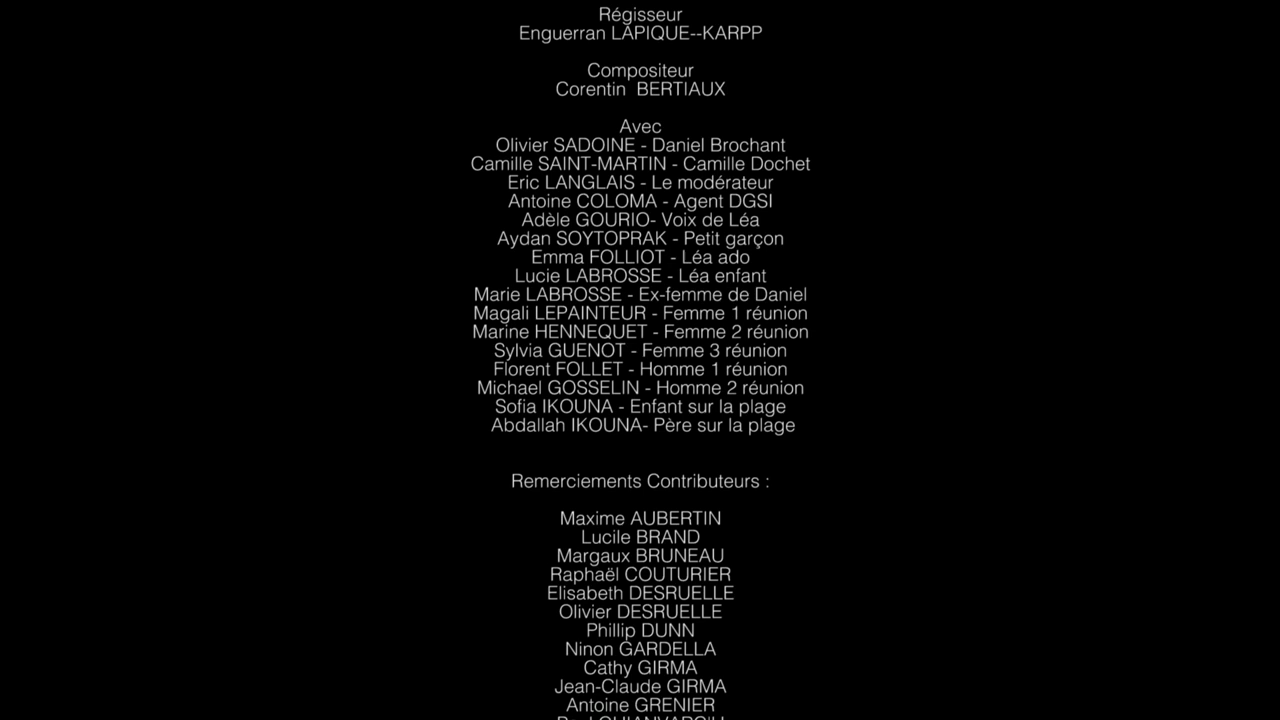 Régisseur
Enguerran LAPIQUE--KARPP
Compositeur
Corentin  BERTIAUX
Avec
Olivier SADOINE - Daniel Brochant
Camille SAINT-MARTIN - Camille Dochet
Eric LANGLAIS - Le modérateur
Antoine COLOMA - Agent DGSI
Adèle GOURIO- Voix de Léa
Aydan SOYTOPRAK - Petit garçon
Emma FOLLIOT - Léa ado
Lucie LABROSSE - Léa enfant
Marie LABROSSE - Ex-femme de Daniel
Magali LEPAINTEUR - Femme 1 réunion
Marine HENNEQUET - Femme 2 réunion
Sylvia GUENOT - Femme 3 réunion
Florent FOLLET - Homme 1 réunion
Michael GOSSELIN - Homme 2 réunion
Sofia IKOUNA - Enfant sur la plage
Abdallah IKOUNA- Père sur la plage
Remerciements Contributeurs :
Maxime AUBERTIN
Lucile BRAND
Margaux BRUNEAU
Raphaël COUTURIER
Elisabeth DESRUELLE
Olivier DESRUELLE
Phillip DUNN
Ninon GARDELLA
Cathy GIRMA
Jean-Claude GIRMA
Antoine GRENIER